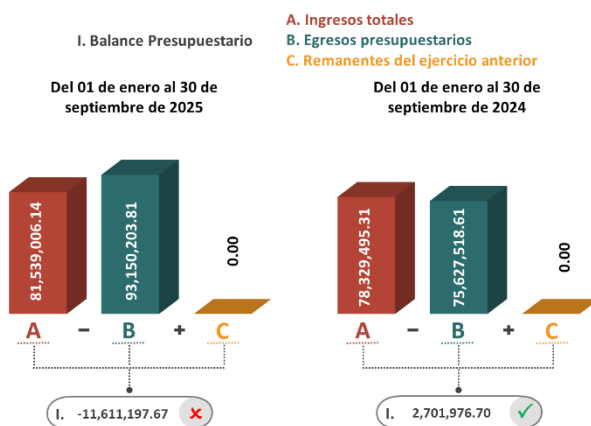 I. Balance Presupuestario
A. Ingresos totales
B. Egresos presupuestarios
C. Remanentes del ejercicio anterior
Del 01 de enero al 30 de
septiembre de 2025
81,539,006.14
93,150,203.81
0.00
A − B + C
I. -11,611,197.67
Del 01 de enero al 30 de
septiembre de 2024
78,329,495.31
75,627,518.61
0.00
A − B + C
I. 2,701,976.70